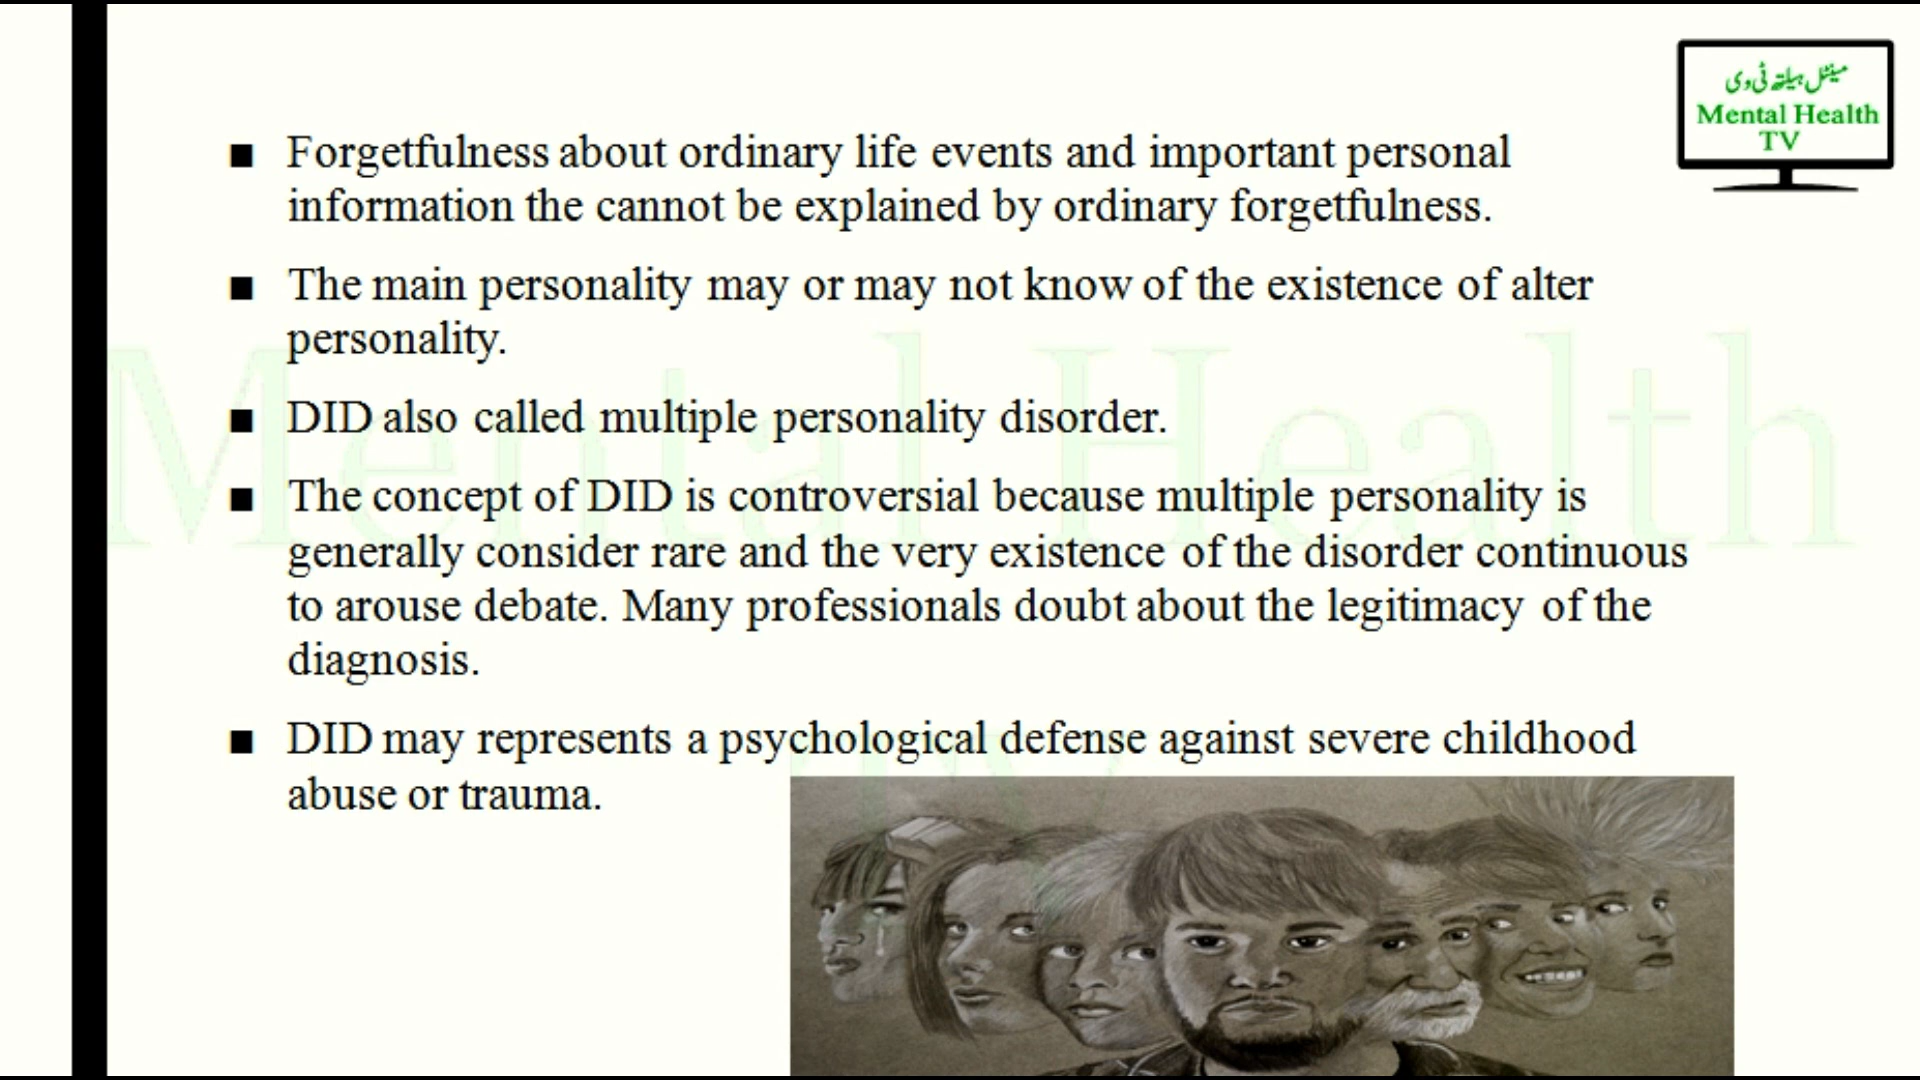 ■ Forgetfulness about ordinary life events and important personal
information the cannot be explained by ordinary forgetfulness.
■ The main personality may or may not know of the existence of alter
personality.
■ DID also called multiple personality disorder.
■ The concept of DID is controversial because multiple personality is
generally consider rare and the very existence of the disorder continuous
to arouse debate. Many professionals doubt about the legitimacy of the
diagnosis.
■ DID may represents a psychological defense against severe childhood
abuse or trauma.
مینٹل ہیلتھ ٹی وی
Mental Health
TV
Mental Health
TV